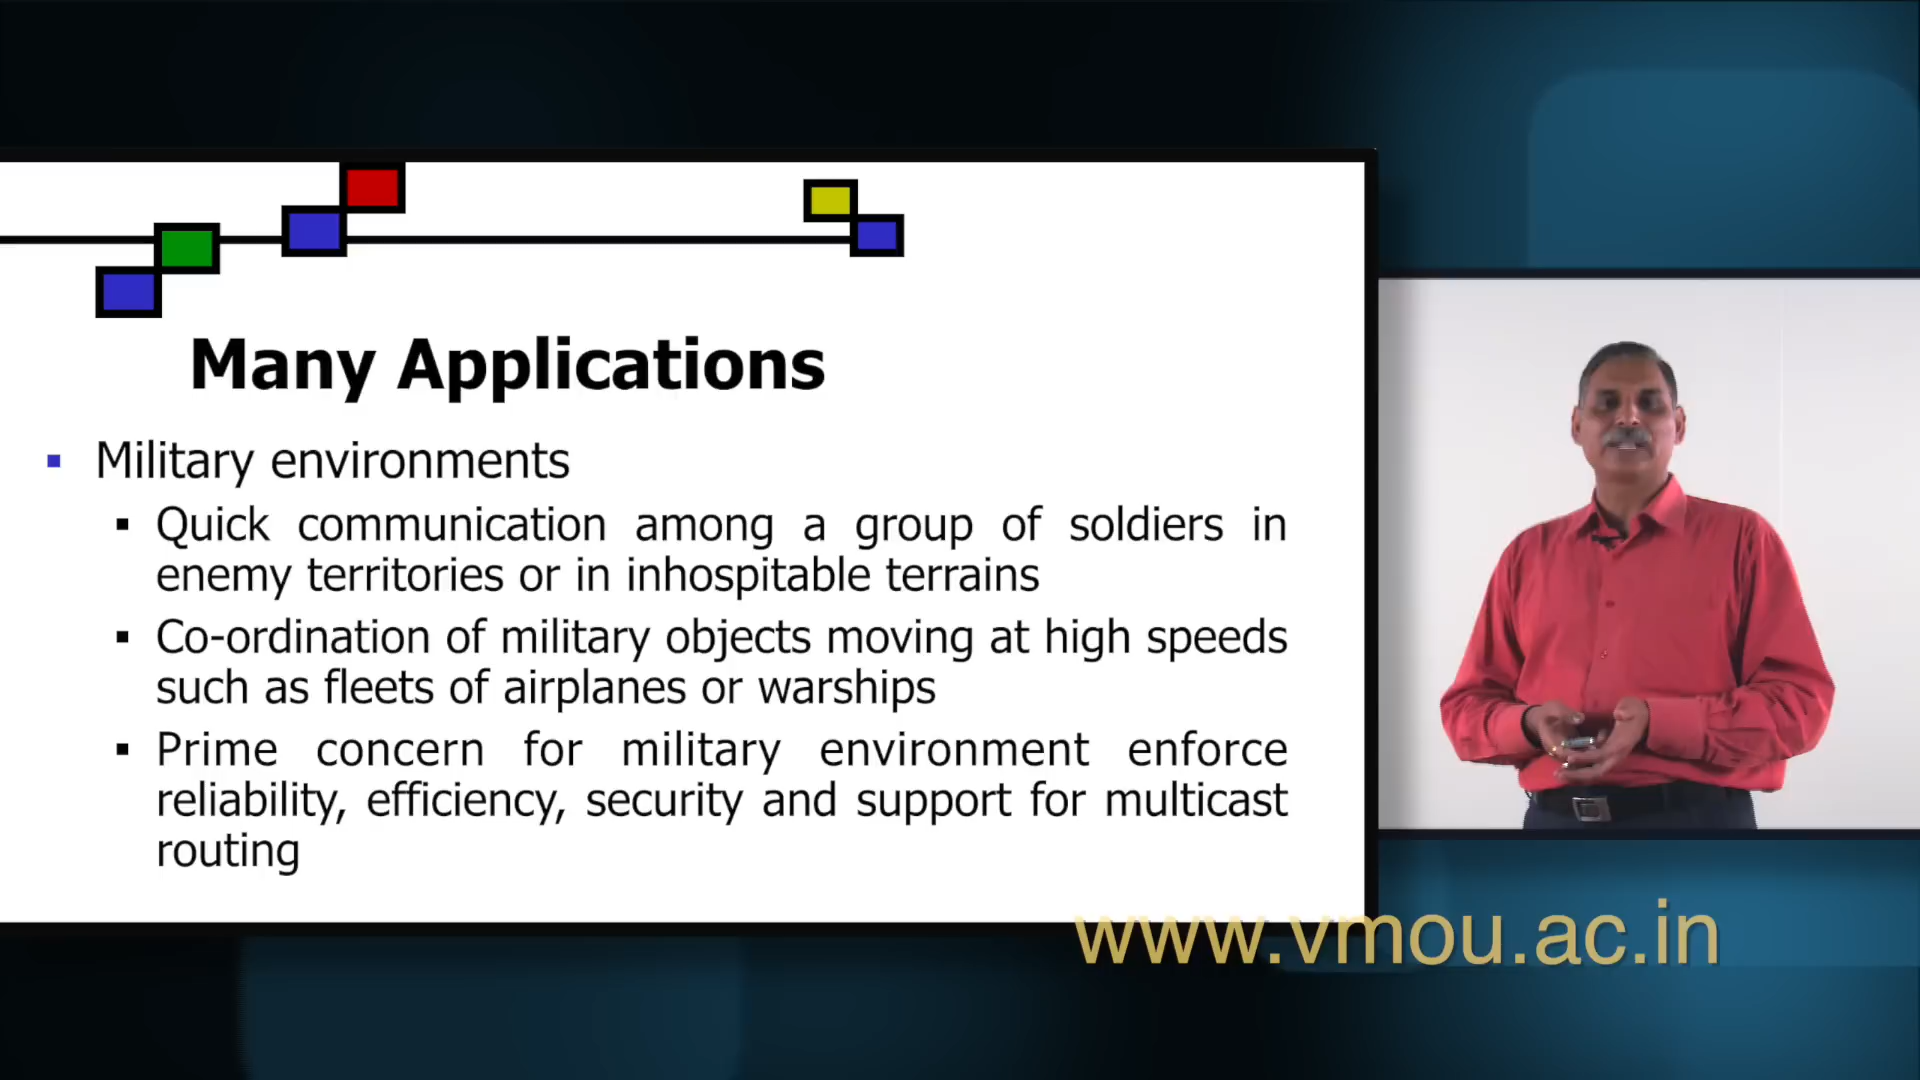 Many Applications
Military environments
Quick communication among a group of soldiers in
enemy territories or in inhospitable terrains
Co-ordination of military objects moving at high speeds
such as fleets of airplanes or warships
Prime concern for military environment enforce
reliability, efficiency, security and support for multicast
routing
www.vmou.ac.in